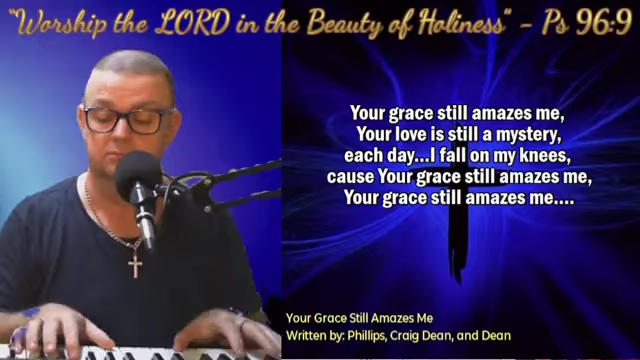 "Worship the LORD in the Beauty of Holiness" - Ps 96:9
Your grace still amazes me,
Your love is still a mystery,
each day...I fall on my knees,
cause Your grace still amazes me,
Your grace still amazes me....
Your Grace Still Amazes Me
Written by: Phillips, Craig Dean, and Dean